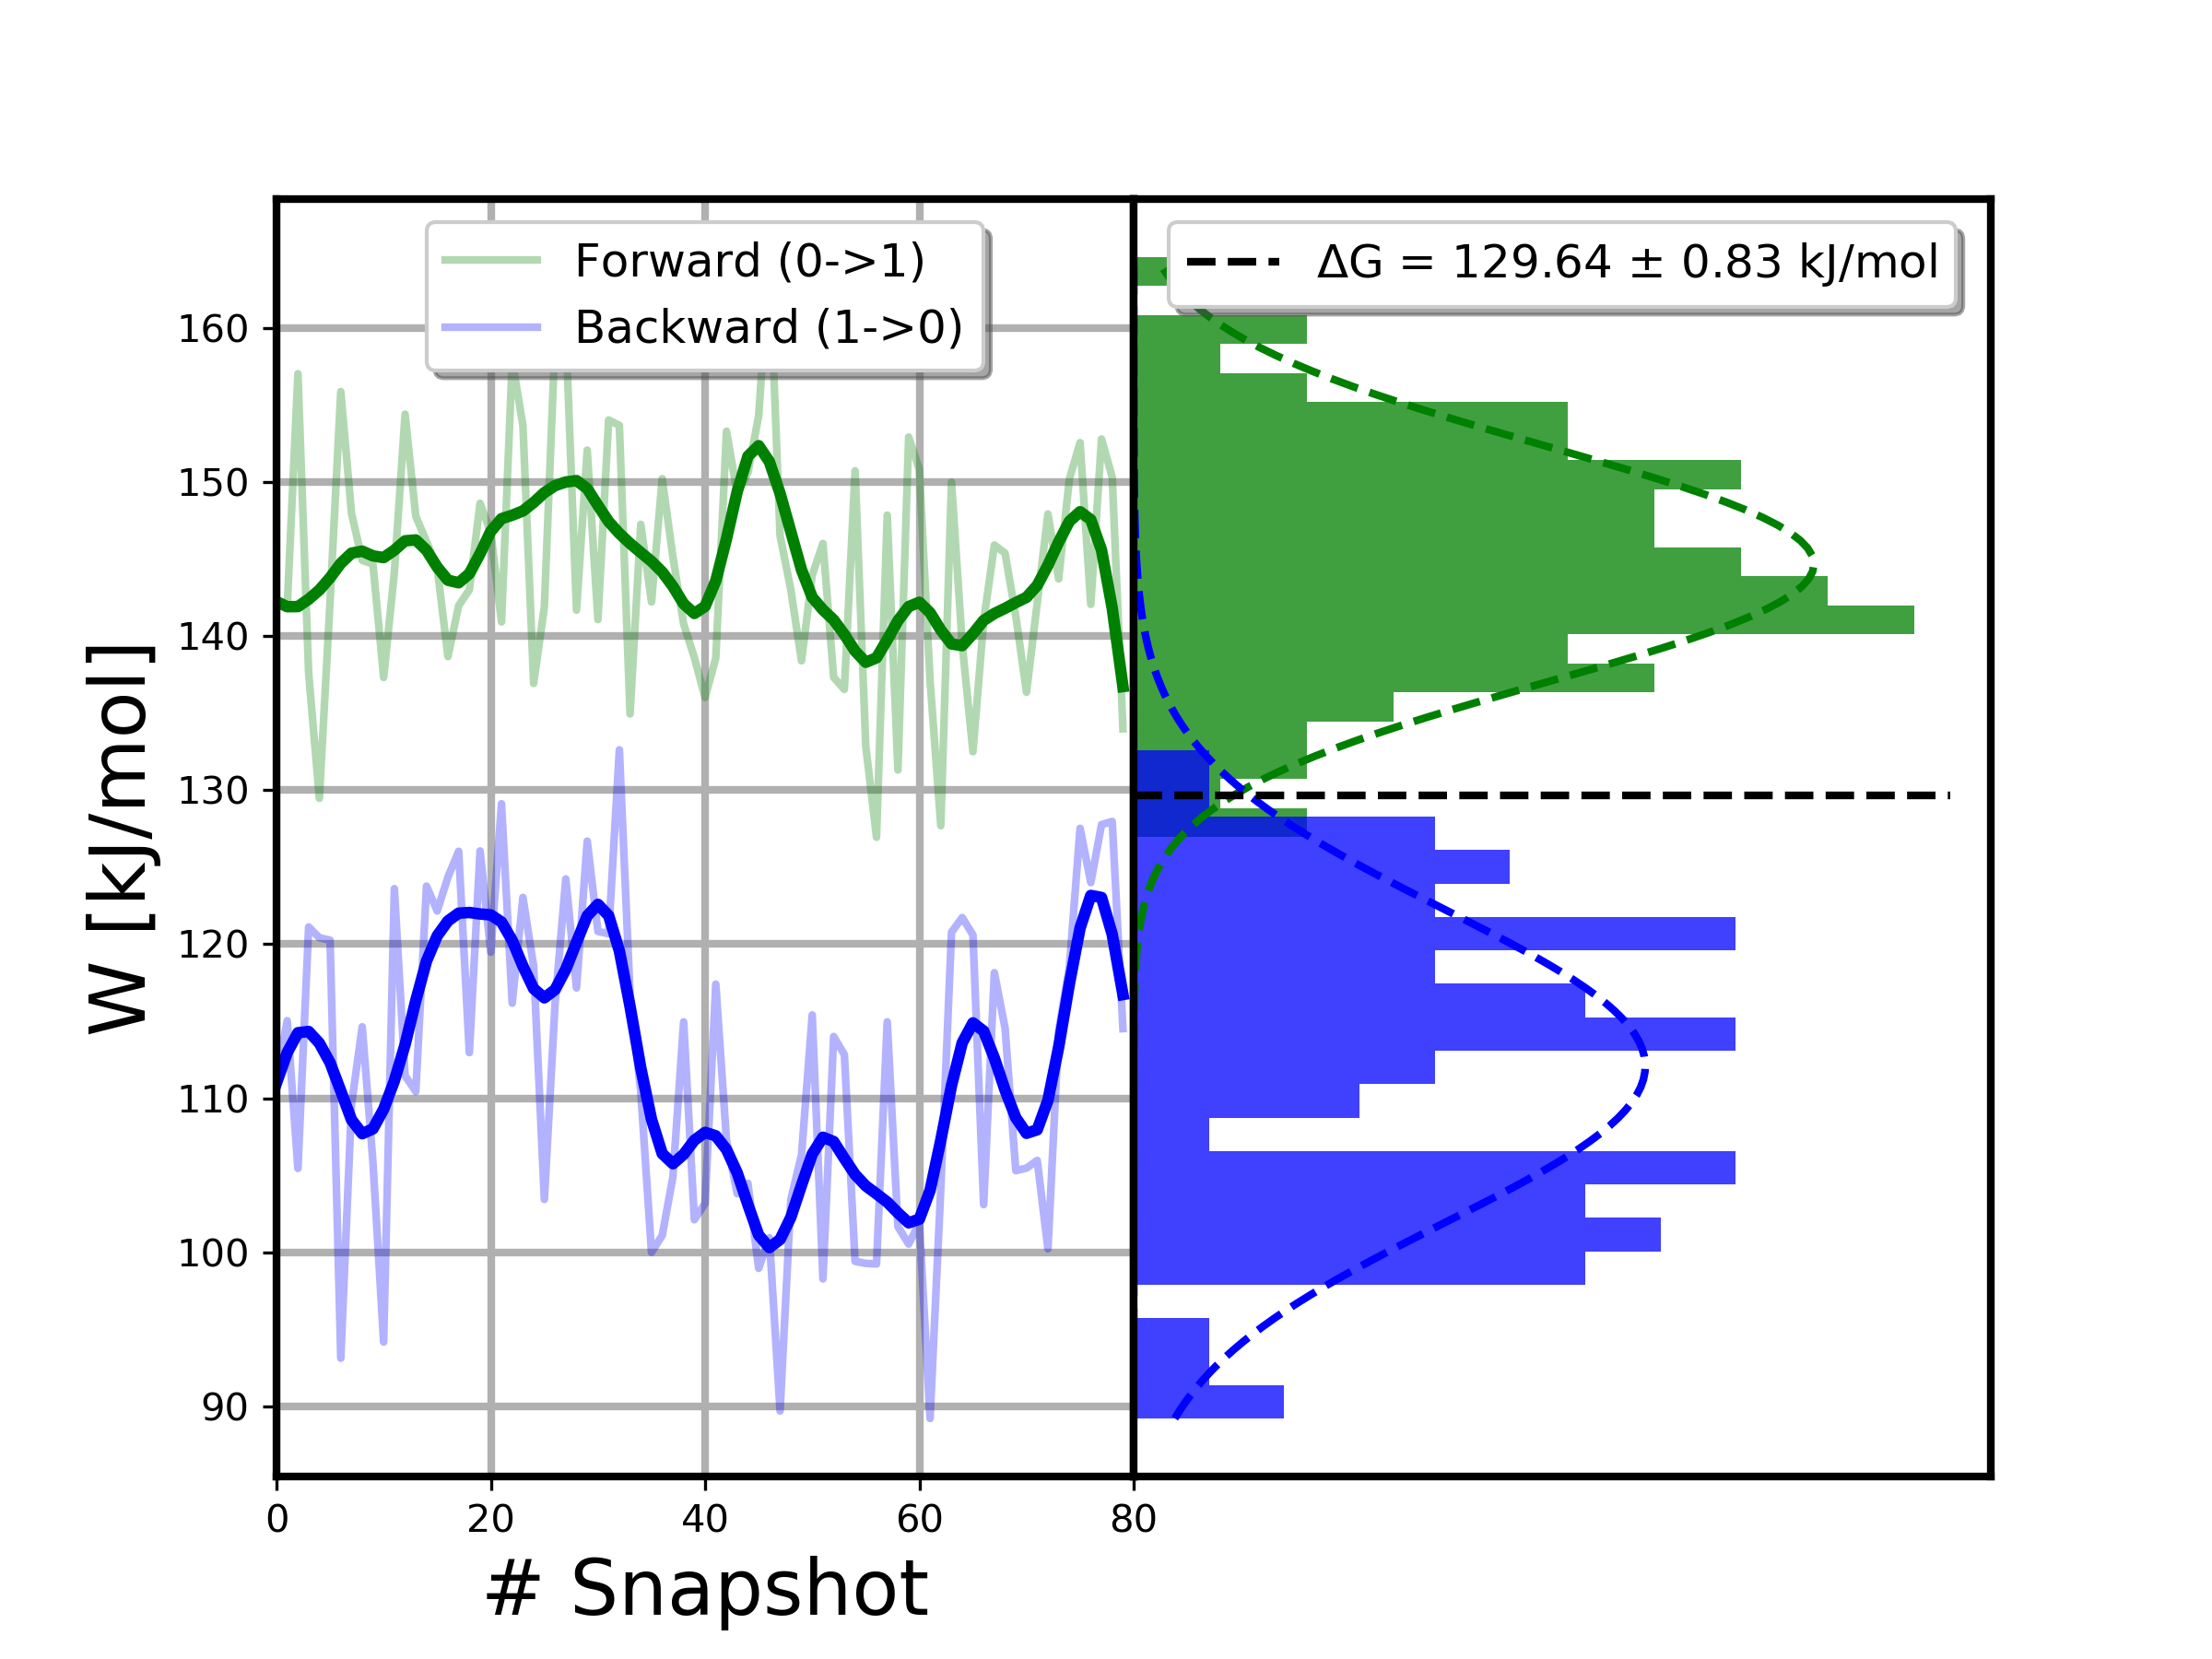 Forward (0->1)
Backward (1->0)
ΔG = 129.64 ± 0.83 kJ/mol
160
150
140
130
120
110
100
90
W [kJ/mol]
0 20 40 60 80
# Snapshot